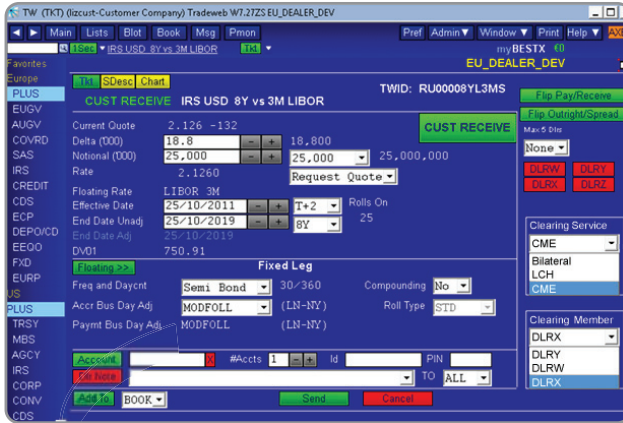 TW (TKT) (lizcust-Customer Company) Tradeweb W7.27ZS EU_DEALER_DEV
Main Lists Blot Book Msg Pmon Pref Admin▼ Window ▼ Print Help ▼ AXE
1Sec ▼ IRS USD 8Y vs 3M LIBOR Tkt ▼ myBESTX €0
Favorites EU_DEALER_DEV
Europe
PLUS
EUGV
AUGV
COVRD
SAS
IRS
CREDIT
CDS
ECP
DEPO/CD
EEQO
FXD
EURP
US
PLUS
TRSY
MBS
AGCY
IRS
CORP
CONV
CDS
Tkt SDesc Chart
TWID: RU00008YL3MS
CUST RECEIVE IRS USD 8Y vs 3M LIBOR
Current Quote 2.126 -132
CUST RECEIVE
Delta ('000) 18.8 - + 18,800
Notional ('000) 25,000 - + 25,000 25,000,000
Rate 2.1260 Request Quote
Floating Rate LIBOR 3M
Effective Date 25/10/2011 - + T+2 Rolls On
End Date Unadj 25/10/2019 - + 8Y 25
End Date Adj 25/10/2019
DV01 750.91
Floating >> Fixed Leg
Freq and Daycnt Semi Bond 30/360 Compounding No
Accr Bus Day Adj MODFOLL (LN-NY) Roll Type STD
Paymt Bus Day Adj MODFOLL (LN-NY)
Account X #Accts 1 - + Id PIN
Dlr Note TO ALL
Add To BOOK Send Cancel
Flip Pay/Receive
Flip Outright/Spread
Max 5 Dlrs
None
DLRW DLRY
DLRX DLRZ
Clearing Service
CME
Bilateral
LCH
CME
Clearing Member
DLRX
DLRY
DLRW
DLRX